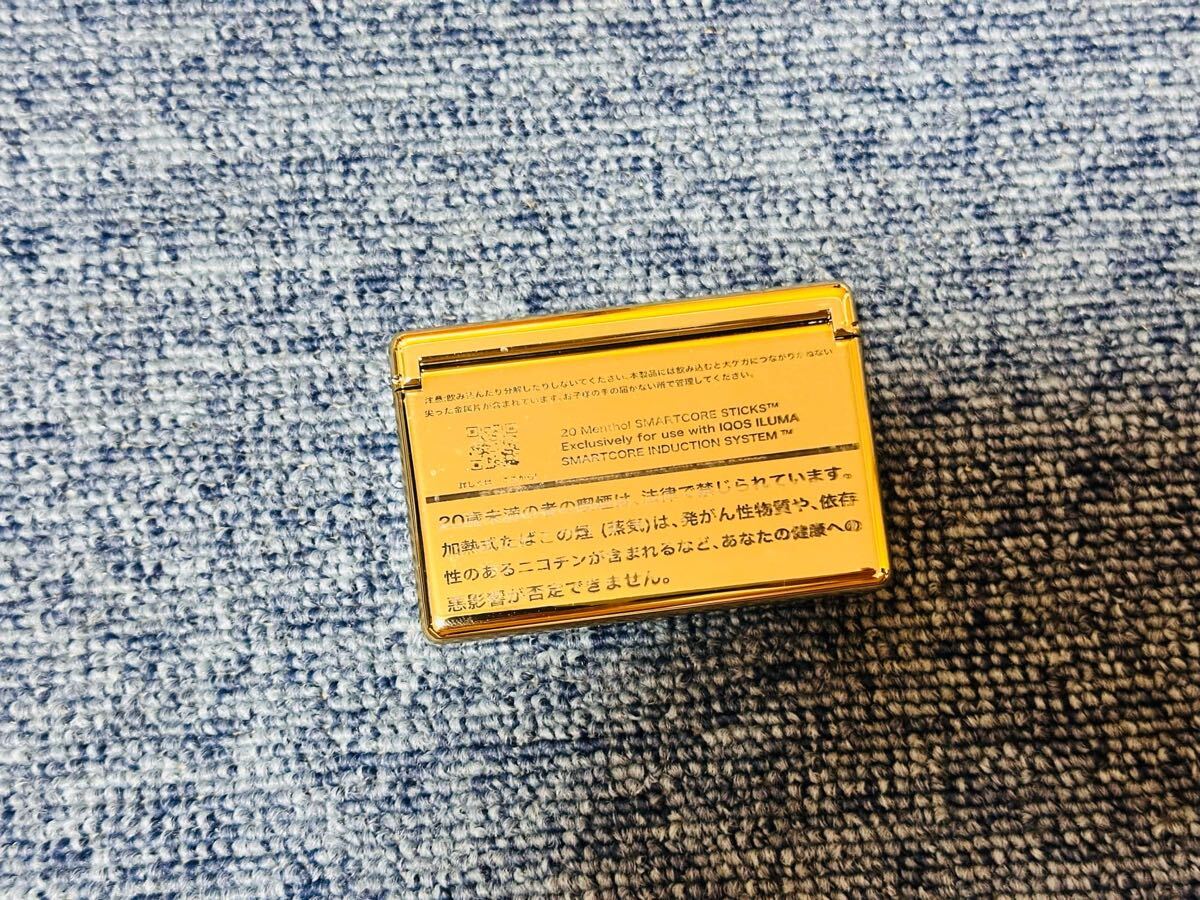 注意:飲み込んだり分解したりしないでください。本製品には飲み込むと大ケガにつながりかねない
尖った金属片が含まれています。お子様の手の届かない所で管理してください。
20 Menthol SMARTCORE STICKS™
Exclusively for use with IQOS ILUMA
SMARTCORE INDUCTION SYSTEM™
詳しくは
20歳未満の者の喫煙は、法律で禁じられています。
加熱式たばこの煙(蒸気)は、発がん性物質や、依存
性のあるニコチンが含まれるなど、あなたの健康への
悪影響が否定できません。